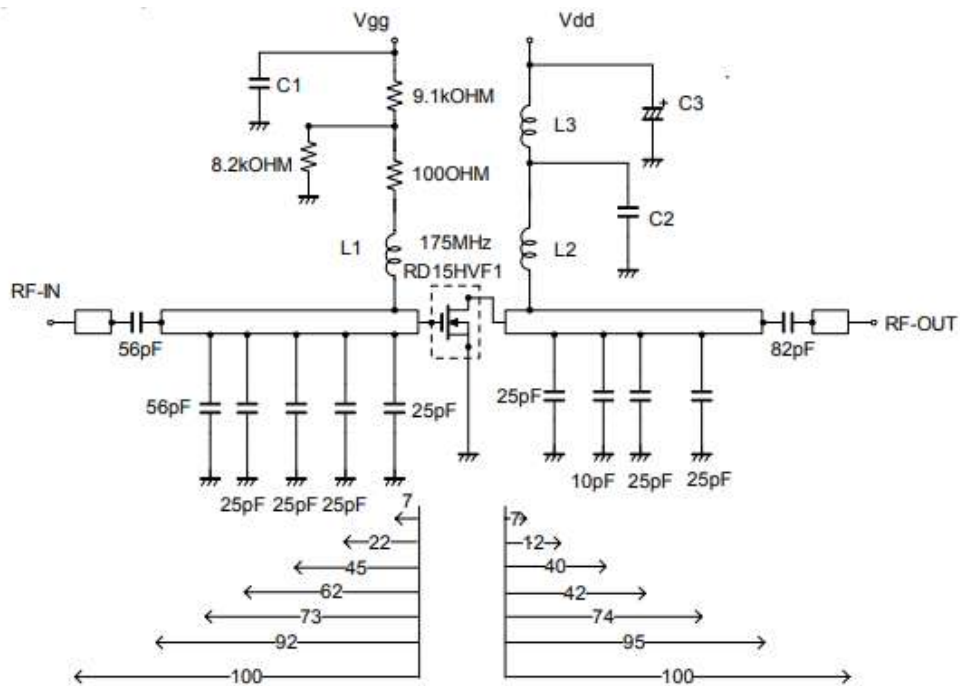 Vgg
Vdd
C1
9.1kOHM
C3
L3
8.2kOHM
100OHM
C2
L1
175MHz
L2
RD15HVF1
RF-IN
RF-OUT
56pF
82pF
56pF
25pF
25pF
25pF
25pF
25pF
10pF
25pF
25pF
7
7
22
12
45
40
62
42
73
74
92
95
100
100